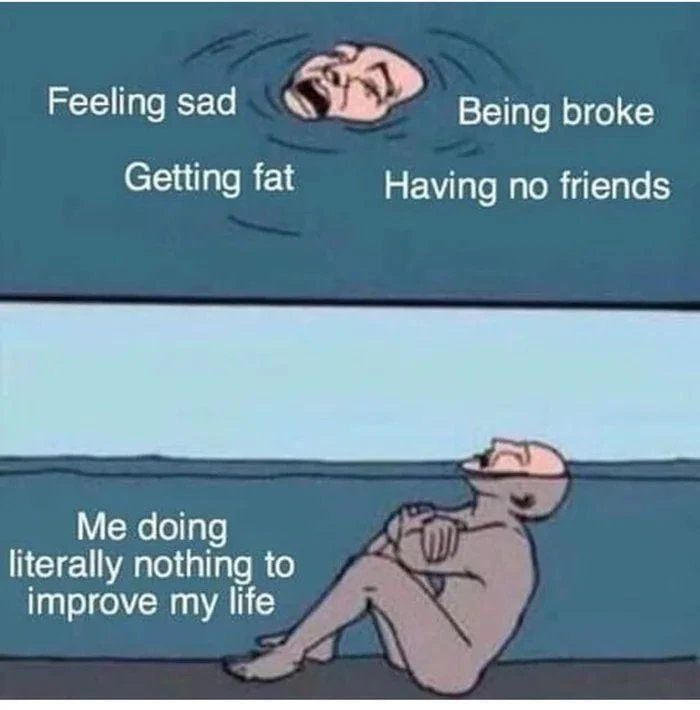 Feeling sad
Being broke
Getting fat
Having no friends
Me doing
literally nothing to
improve my life